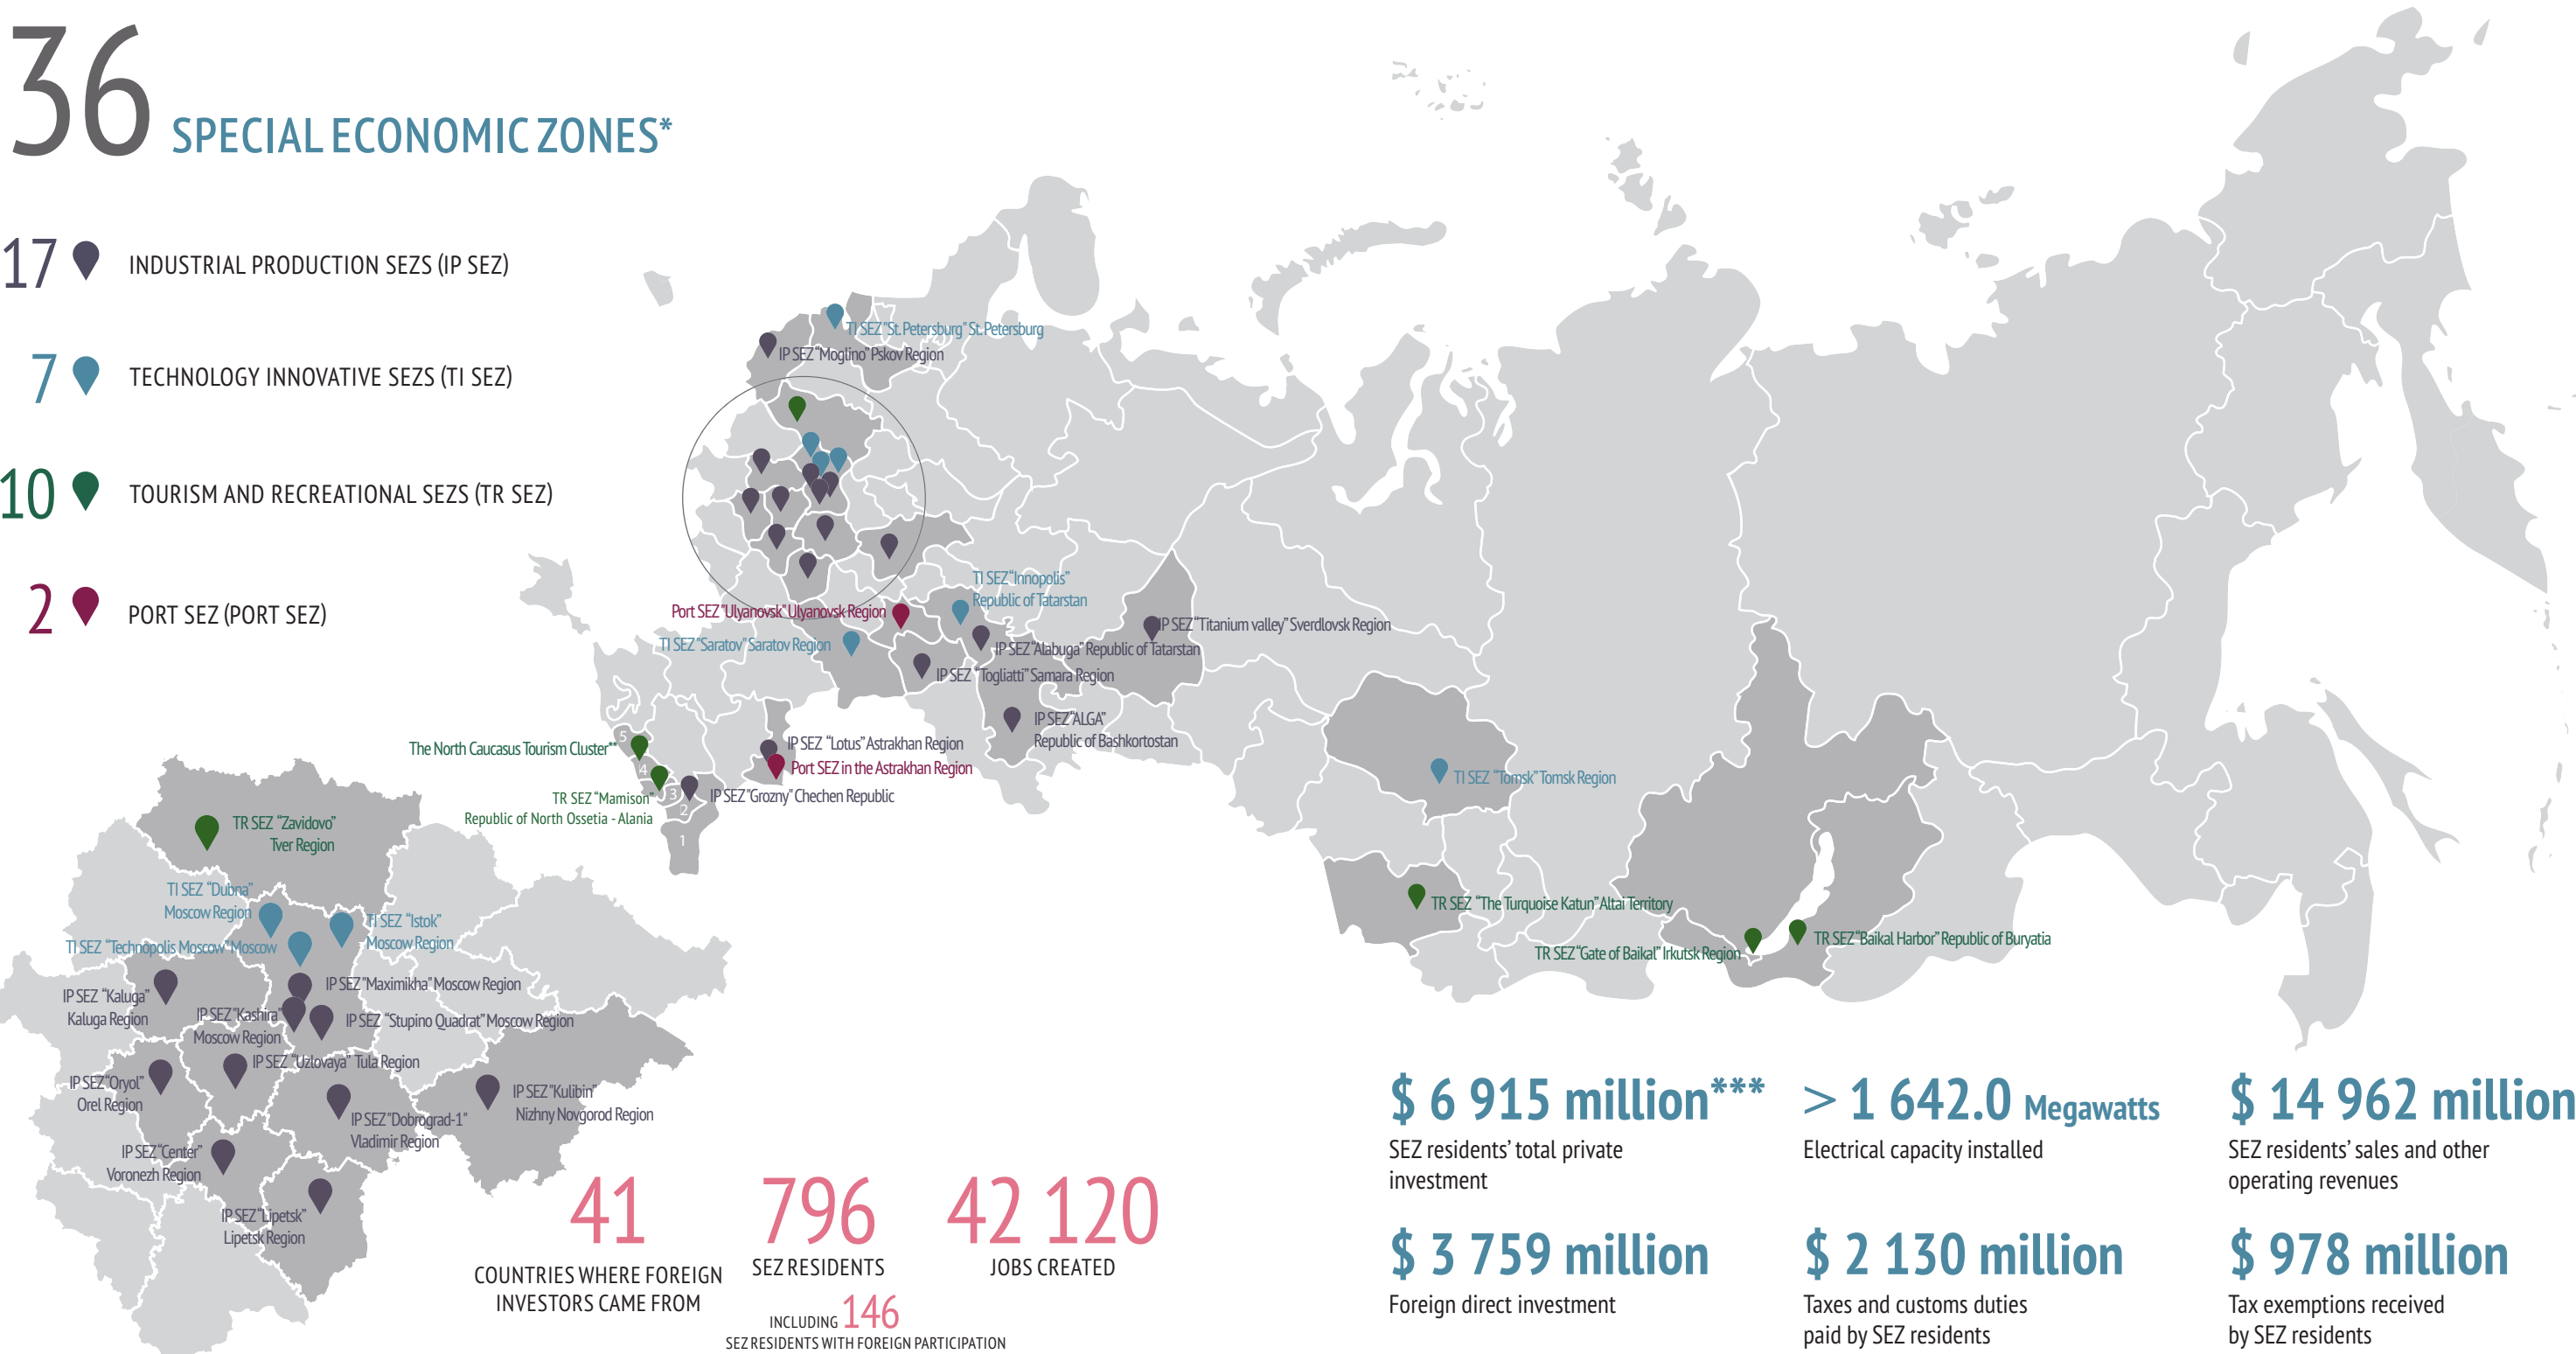 36 SPECIAL ECONOMIC ZONES*
17 INDUSTRIAL PRODUCTION SEZS (IP SEZ)
7 TECHNOLOGY INNOVATIVE SEZS (TI SEZ)
10 TOURISM AND RECREATIONAL SEZS (TR SEZ)
2 PORT SEZ (PORT SEZ)
TI SEZ "St. Petersburg" St. Petersburg
IP SEZ "Moglino" Pskov Region
TI SEZ "Innopolis"
Republic of Tatarstan
Port SEZ "Ulyanovsk" Ulyanovsk Region
TI SEZ "Saratov" Saratov Region
IP SEZ "Titanium valley" Sverdlovsk Region
IP SEZ "Alabuga" Republic of Tatarstan
IP SEZ "Togliatti" Samara Region
IP SEZ "ALGA"
Republic of Bashkortostan
The North Caucasus Tourism Cluster**
IP SEZ "Lotus" Astrakhan Region
Port SEZ in the Astrakhan Region
IP SEZ "Grozny" Chechen Republic
TR SEZ "Mamison"
Republic of North Ossetia - Alania
5
4
3
2
1
TI SEZ "Tomsk" Tomsk Region
TR SEZ "The Turquoise Katun" Altai Territory
TR SEZ "Gate of Baikal" Irkutsk Region
TR SEZ "Baikal Harbor" Republic of Buryatia
TR SEZ "Zavidovo"
Tver Region
TI SEZ "Dubna"
Moscow Region
TI SEZ "Istok"
Moscow Region
TI SEZ "Technopolis Moscow" Moscow
IP SEZ "Maximikha" Moscow Region
IP SEZ "Kaluga"
Kaluga Region
IP SEZ "Kashira"
Moscow Region
IP SEZ "Stupino Quadrat" Moscow Region
IP SEZ "Uzlovaya" Tula Region
IP SEZ "Oryol"
Orel Region
IP SEZ "Kulibin"
Nizhny Novgorod Region
IP SEZ "Dobrograd-1"
Vladimir Region
IP SEZ "Center"
Voronezh Region
IP SEZ "Lipetsk"
Lipetsk Region
41
COUNTRIES WHERE FOREIGN
INVESTORS CAME FROM
796
SEZ RESIDENTS
INCLUDING 146
SEZ RESIDENTS WITH FOREIGN PARTICIPATION
42 120
JOBS CREATED
$ 6 915 million***
SEZ residents' total private
investment
> 1 642.0 Megawatts
Electrical capacity installed
$ 14 962 million
SEZ residents' sales and other
operating revenues
$ 3 759 million
Foreign direct investment
$ 2 130 million
Taxes and customs duties
paid by SEZ residents
$ 978 million
Tax exemptions received
by SEZ residents